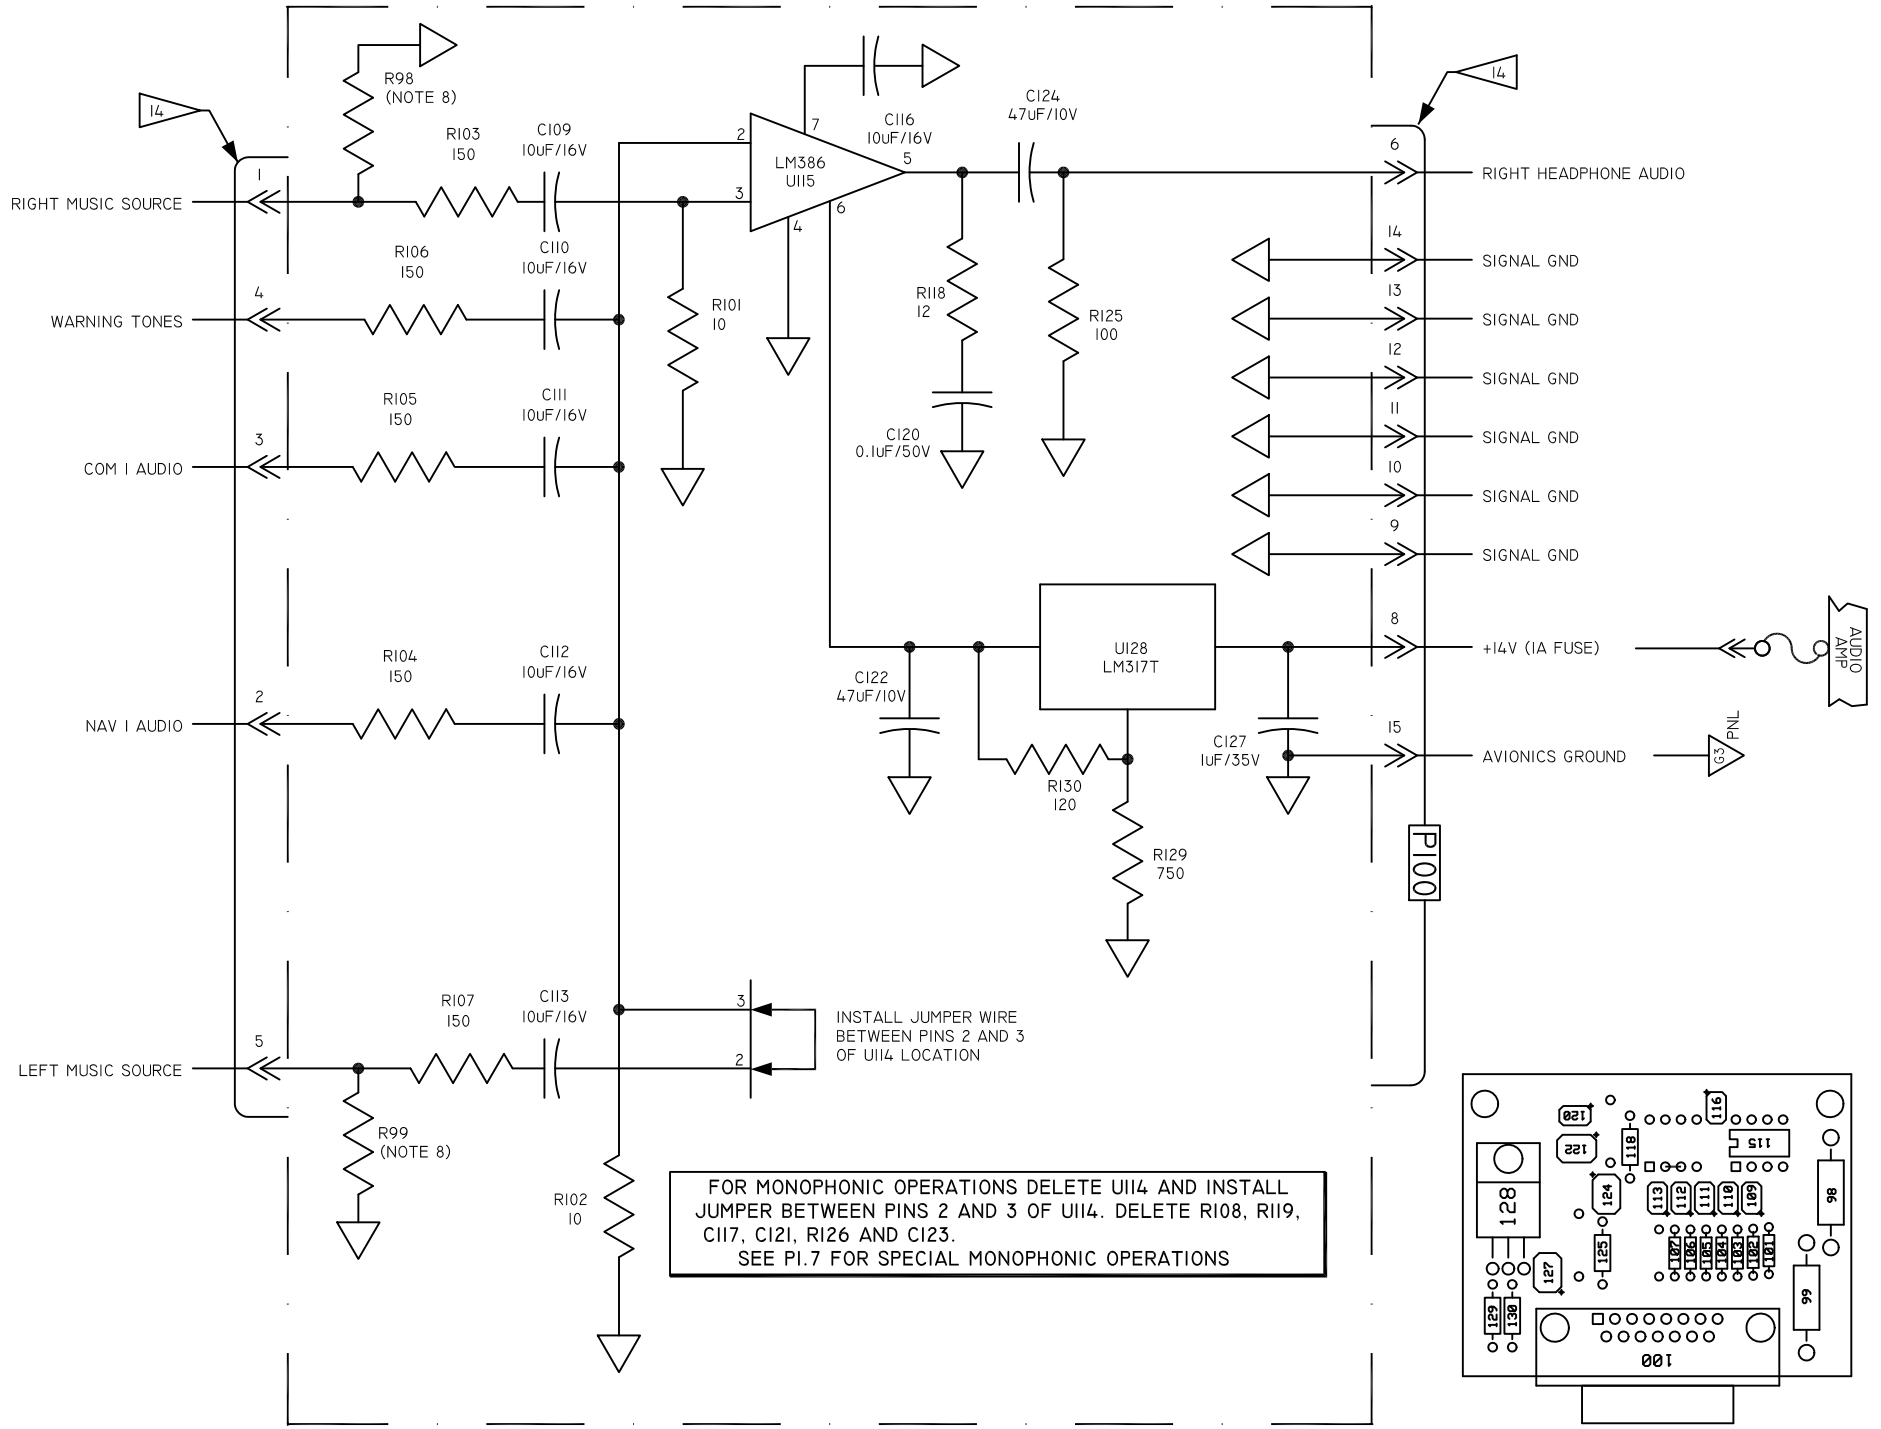 R98
(NOTE 8)
14
1
RIGHT MUSIC SOURCE
R103
150
C109
10uF/16V
2
3
LM386
U115
7
4
6
C116
10uF/16V
5
C124
47uF/10V
14
6
RIGHT HEADPHONE AUDIO
R106
150
C110
10uF/16V
4
WARNING TONES
R101
10
R118
12
R125
100
C120
0.1uF/50V
14
SIGNAL GND
13
SIGNAL GND
12
SIGNAL GND
11
SIGNAL GND
10
SIGNAL GND
9
SIGNAL GND
R105
150
C111
10uF/16V
3
COM 1 AUDIO
R104
150
C112
10uF/16V
2
NAV 1 AUDIO
C122
47uF/10V
U128
LM317T
8
+14V (1A FUSE)
AUDIO
AMP
R130
120
C127
1uF/35V
15
AVIONICS GROUND
G3
PNL
R129
750
P100
R107
150
C113
10uF/16V
5
LEFT MUSIC SOURCE
3
2
INSTALL JUMPER WIRE
BETWEEN PINS 2 AND 3
OF U114 LOCATION
R99
(NOTE 8)
R102
10
FOR MONOPHONIC OPERATIONS DELETE U114 AND INSTALL
JUMPER BETWEEN PINS 2 AND 3 OF U114. DELETE R108, R119,
C117, C121, R126 AND C123.
SEE P1.7 FOR SPECIAL MONOPHONIC OPERATIONS
120
116
122
118
115
128
124
113
112
111
110
109
98
125
107
106
105
104
103
102
101
127
129
130
99
100